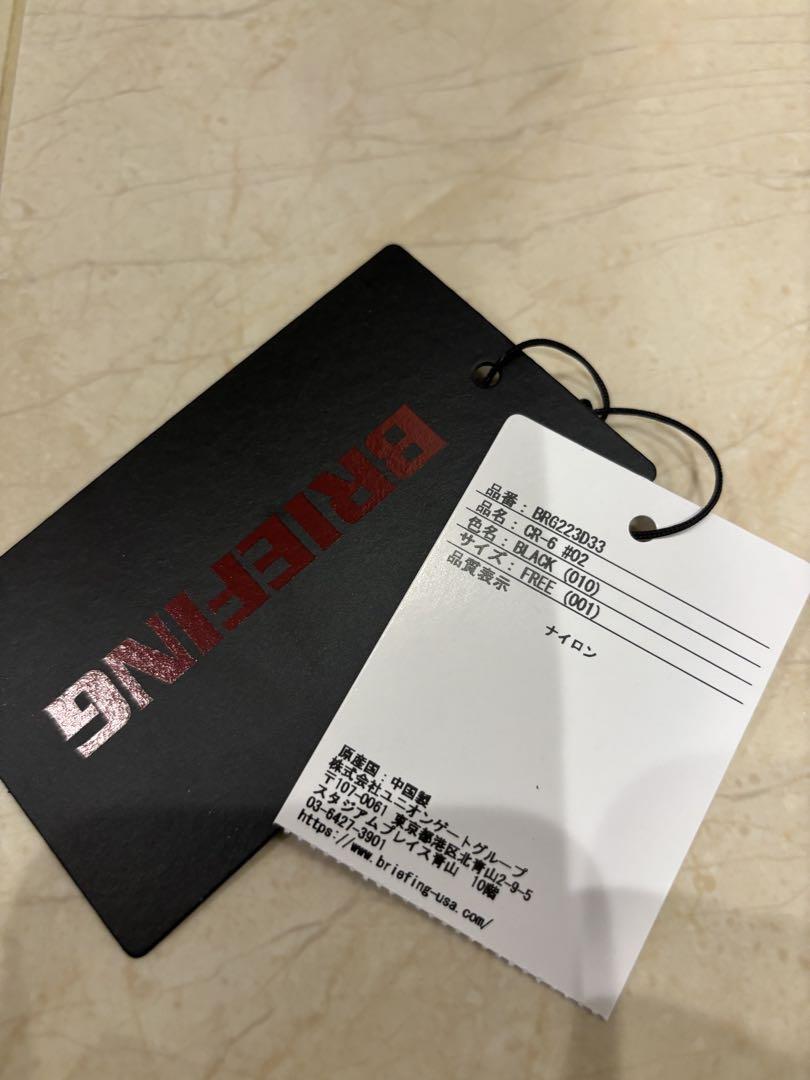 BRIEFING
品番: BRG223D33
品名: CR-6 #02
色名: BLACK (010)
サイズ: FREE (001)
品質表示
ナイロン
原産国: 中国製
株式会社ユニオンゲートグループ
〒107-0061 東京都港区北青山2-9-5
スタジアムプレイス青山 10階
03-6427-3901
https://www.briefing-usa.com/